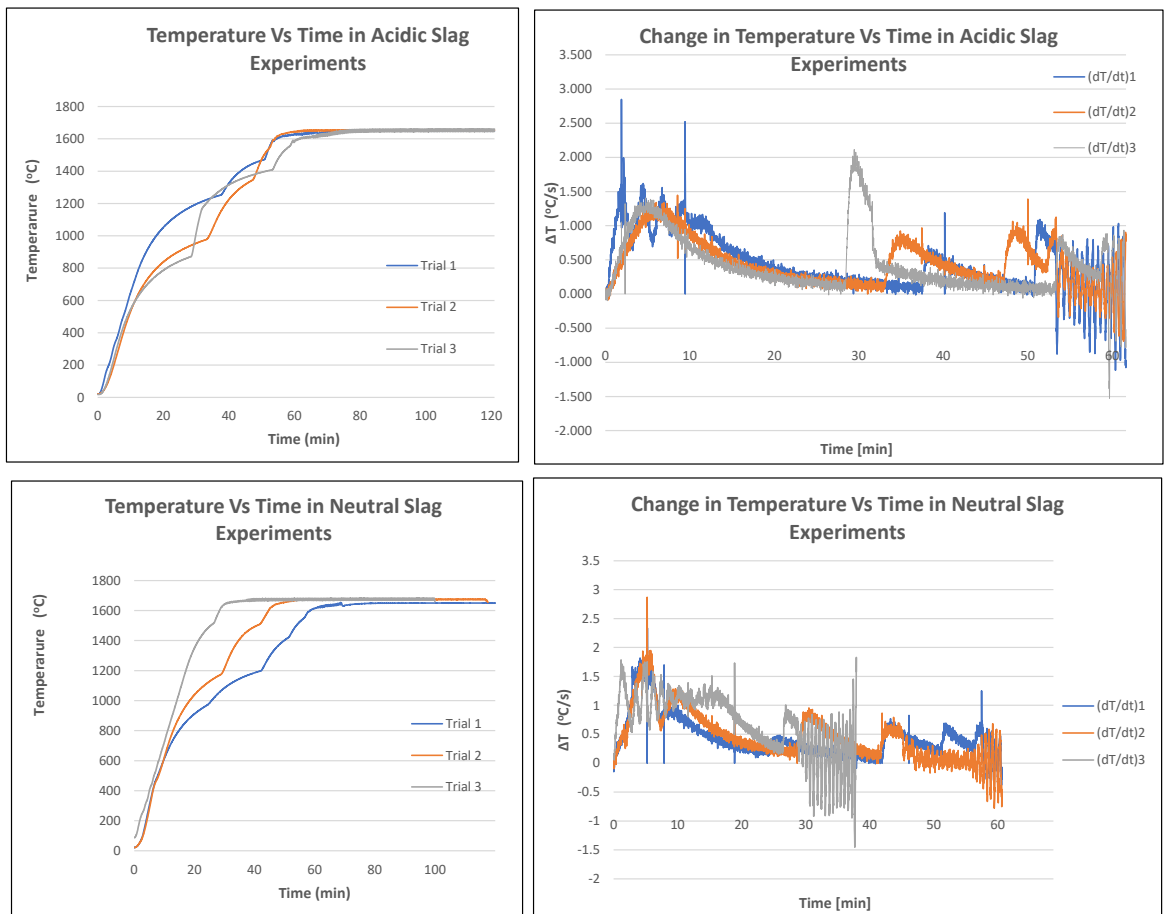 Temperature Vs Time in Acidic Slag
Experiments
Temperarure (°C)
1800
1600
1400
1200
1000
800
600
400
200
0
0 20 40 60 80 100 120
Time (min)
Trial 1
Trial 2
Trial 3
Change in Temperature Vs Time in Acidic Slag
Experiments
ΔT (°C/s)
3.500
3.000
2.500
2.000
1.500
1.000
0.500
0.000
-0.500
-1.000
-1.500
-2.000
0 10 20 30 40 50 60
Time [min]
(dT/dt)1
(dT/dt)2
(dT/dt)3
Temperature Vs Time in Neutral Slag
Experiments
Temperarure (°C)
1800
1600
1400
1200
1000
800
600
400
200
0
0 20 40 60 80 100
Time (min)
Trial 1
Trial 2
Trial 3
Change in Temperature Vs Time in Neutral Slag
Experiments
ΔT (°C/s)
3.5
3
2.5
2
1.5
1
0.5
0
-0.5
-1
-1.5
-2
0 10 20 30 40 50 60
Time [min]
(dT/dt)1
(dT/dt)2
(dT/dt)3